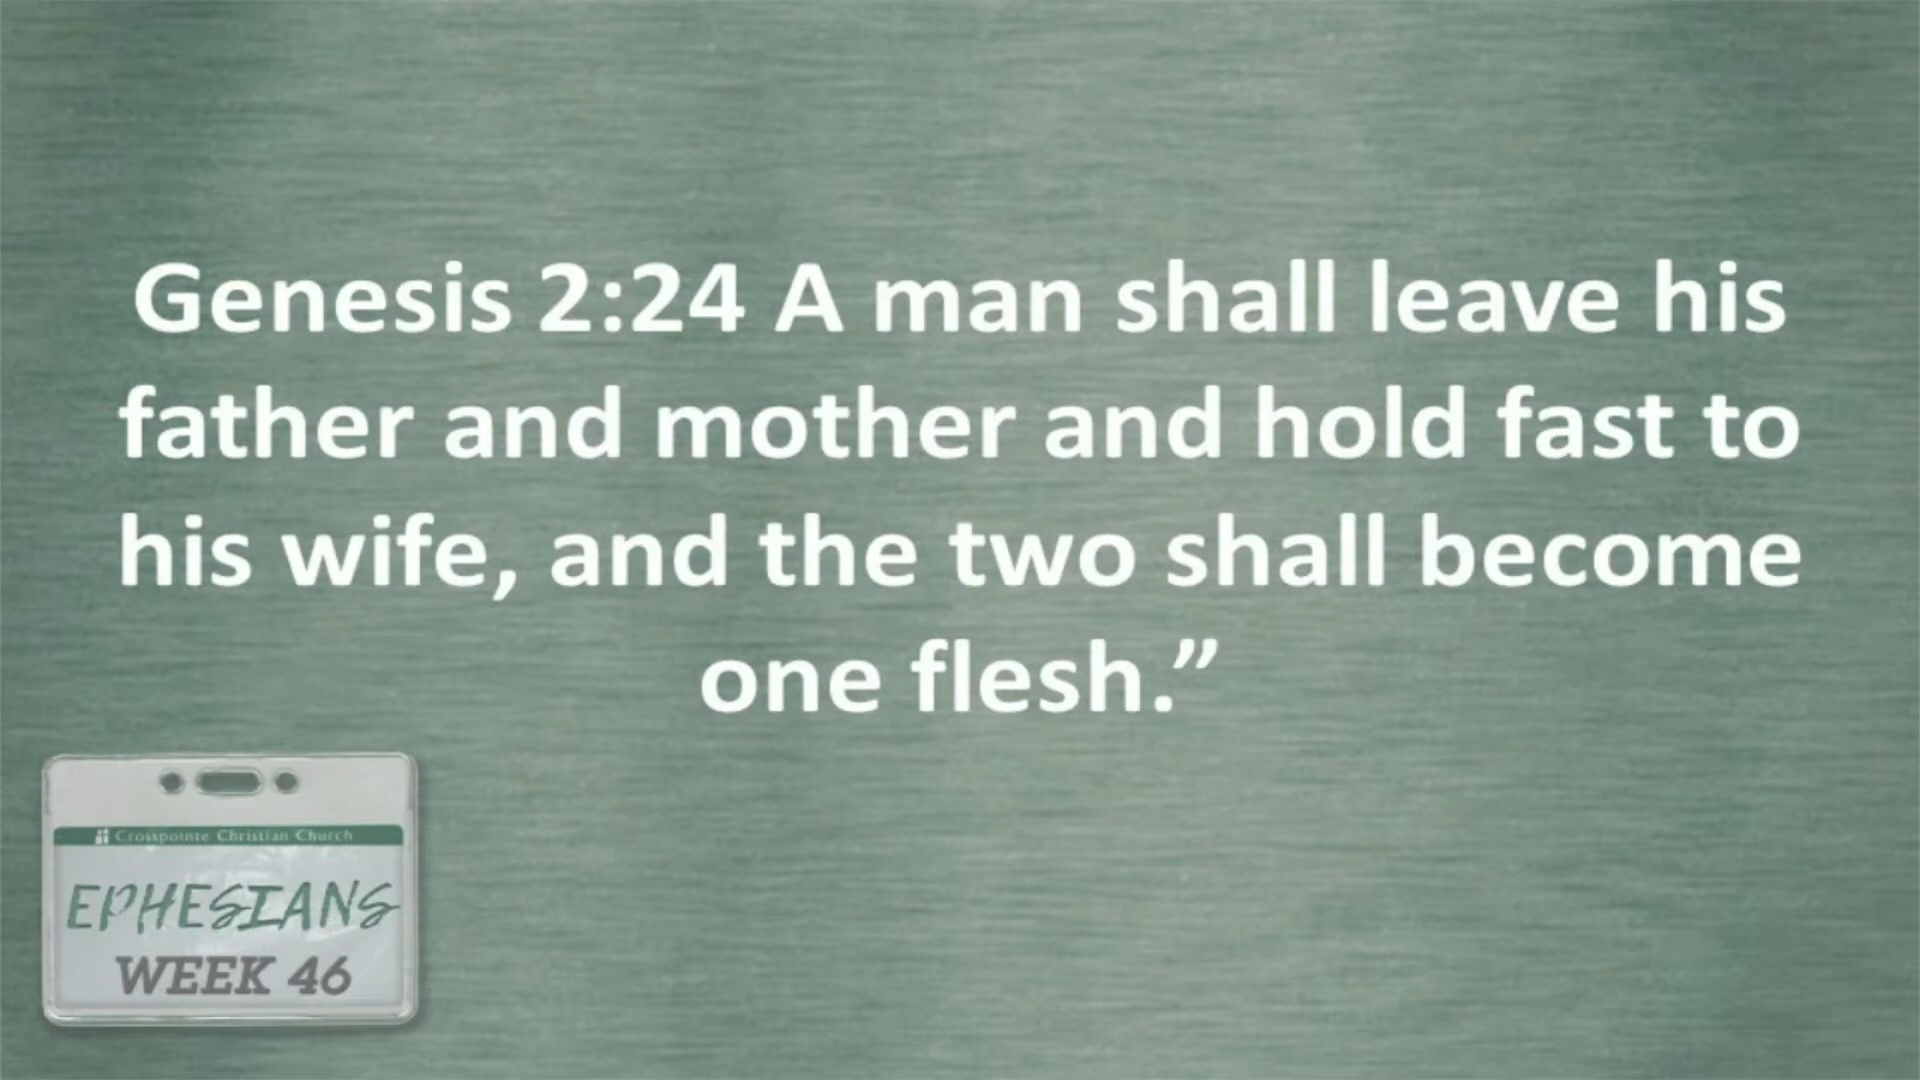 Genesis 2:24 A man shall leave his
father and mother and hold fast to
his wife, and the two shall become
one flesh.”
Crosspointe Christian Church
EPHESIANS
WEEK 46